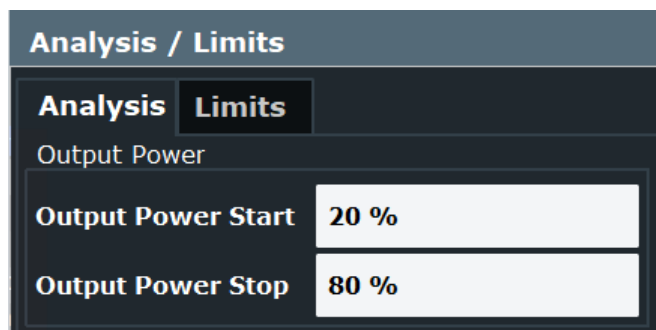 Analysis / Limits
Analysis Limits
Output Power
Output Power Start 20 %
Output Power Stop 80 %